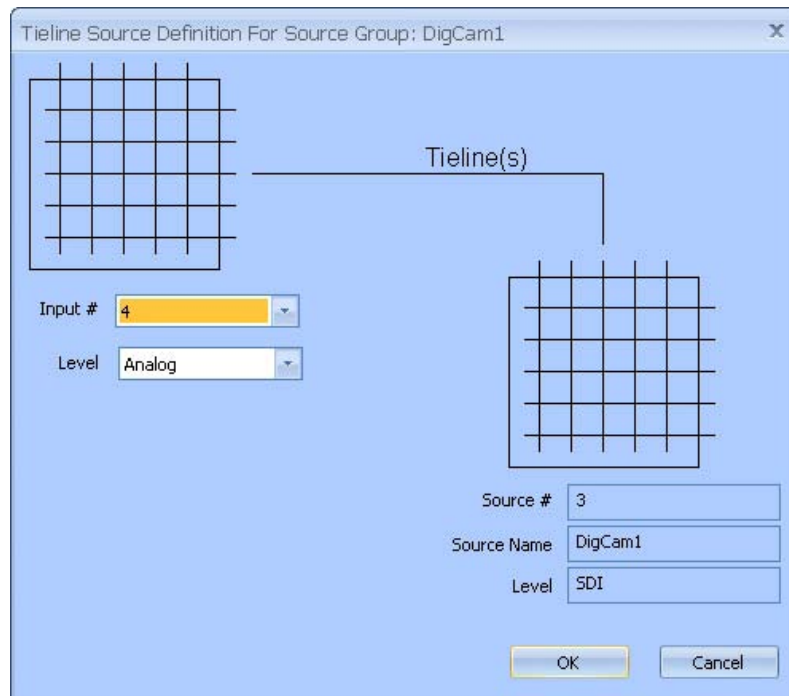 Tieline Source Definition For Source Group: DigCam1
X
Tieline(s)
Input # 4
Level Analog
Source # 3
Source Name DigCam1
Level SDI
OK Cancel